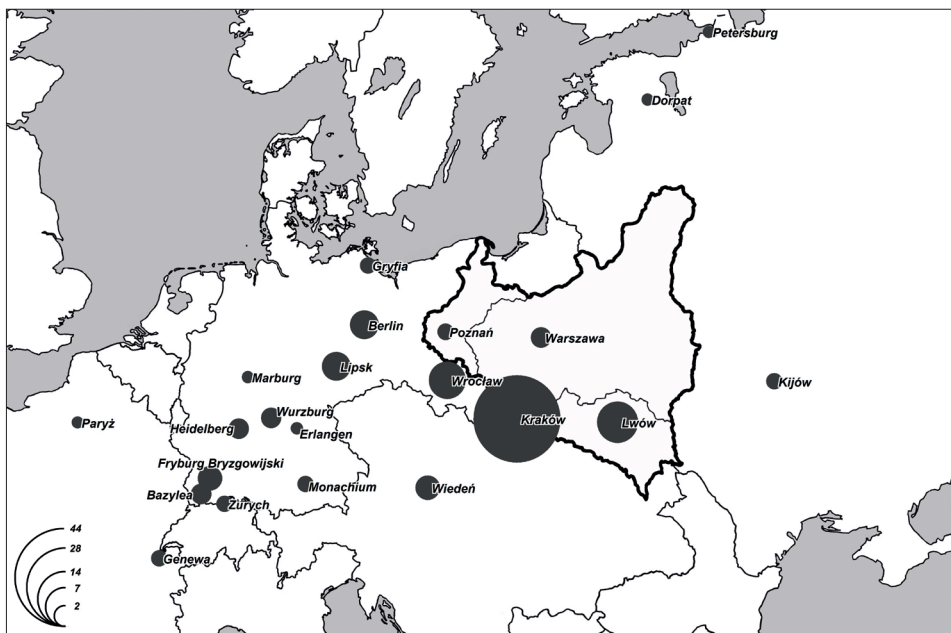 Petersburg
Dorpat
Gryfia
Berlin
Poznań
Warszawa
Lipsk
Marburg
Wrocław
Kijów
Paryż
Wurzburg
Heidelberg
Erlangen
Kraków
Lwów
Fryburg Bryzgowijski
Bazylea
Monachium
Wiedeń
Zurych
Genewa
44
28
14
7
2